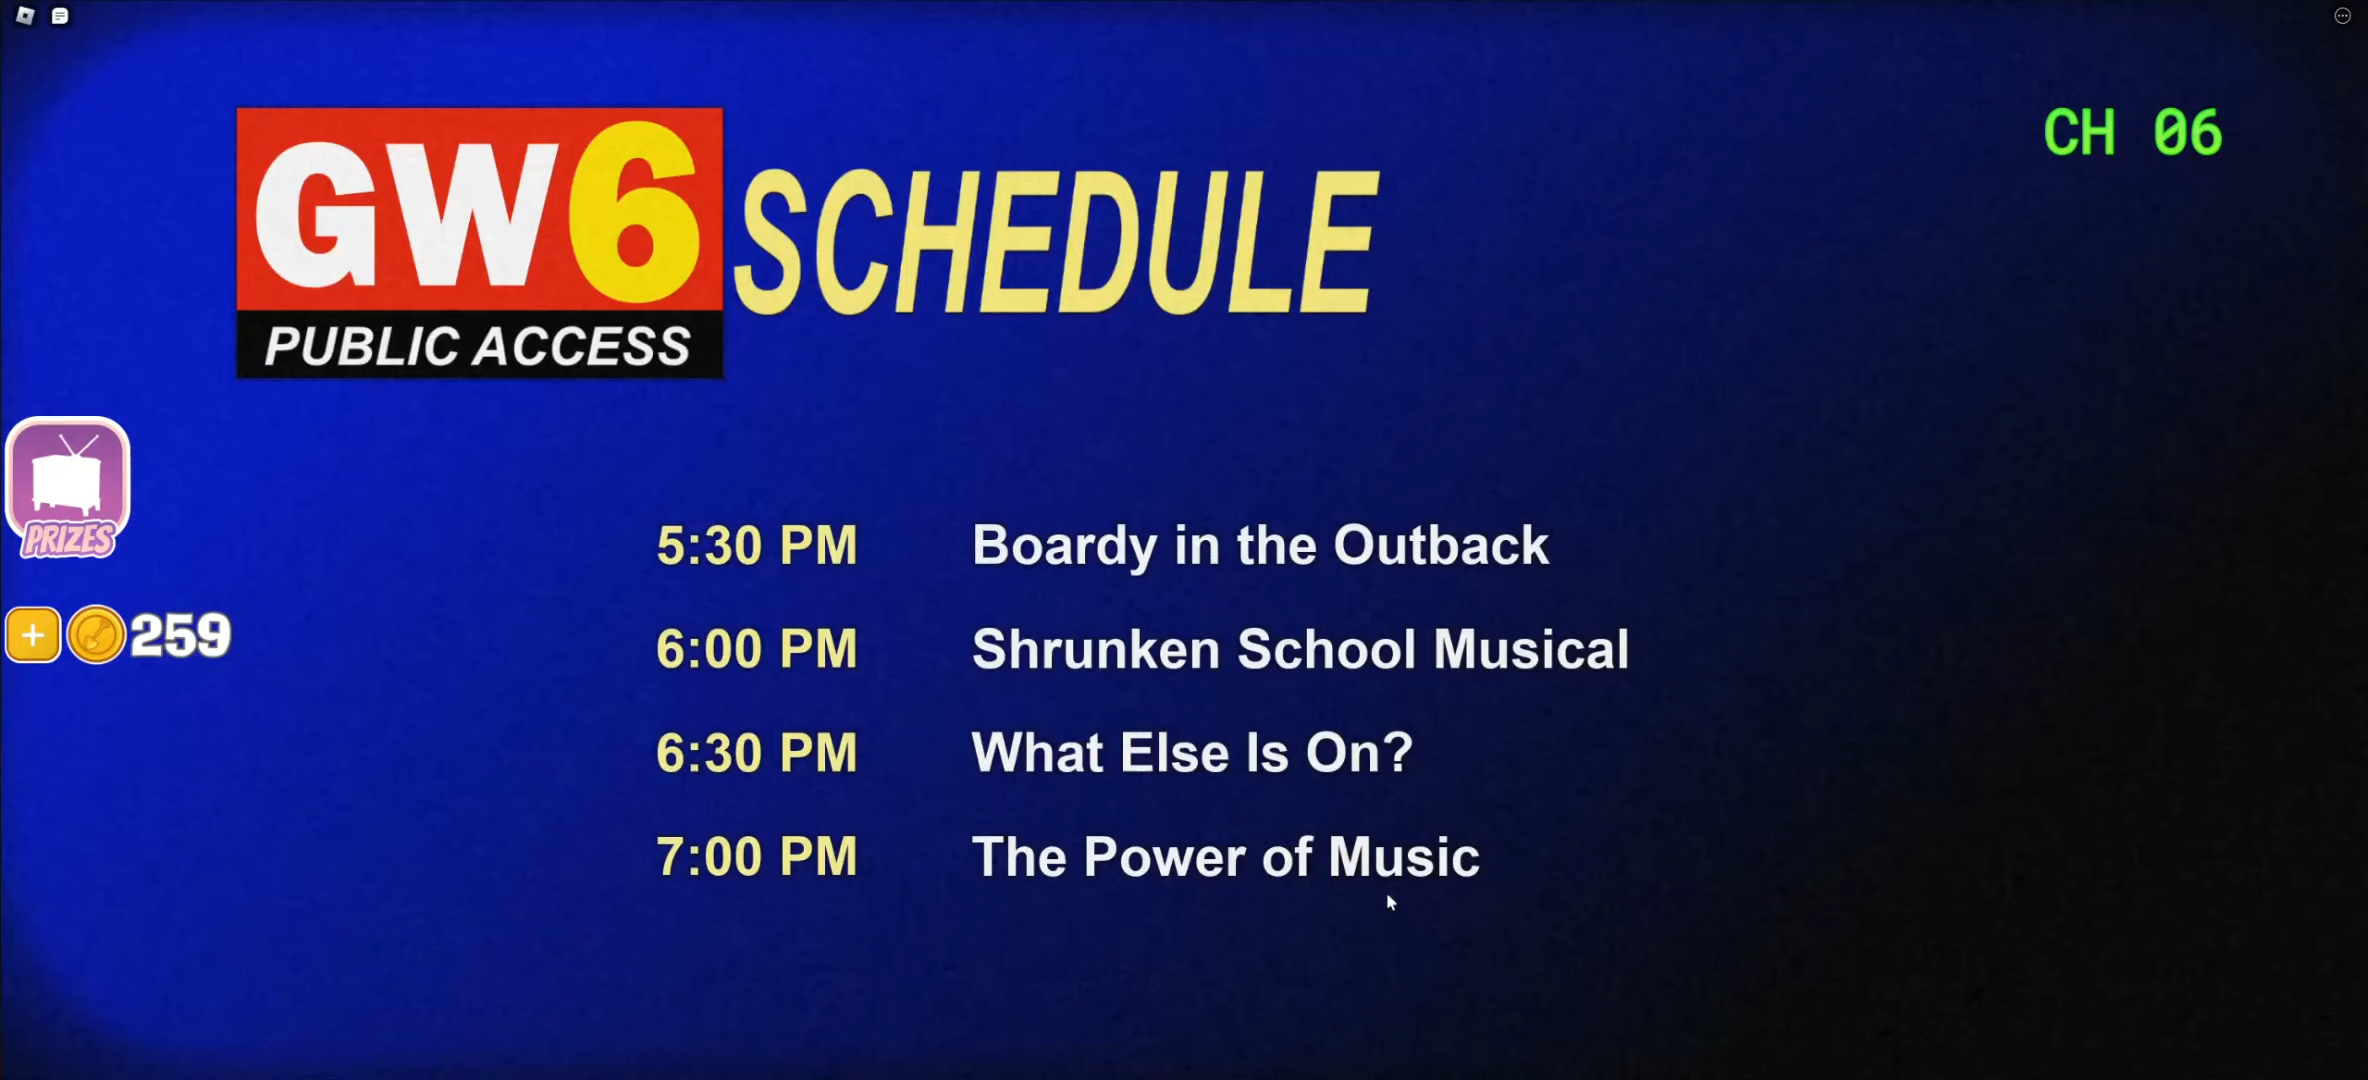 CH 06
GW6
PUBLIC ACCESS
SCHEDULE
PRIZES
259
5:30 PM Boardy in the Outback
6:00 PM Shrunken School Musical
6:30 PM What Else Is On?
7:00 PM The Power of Music